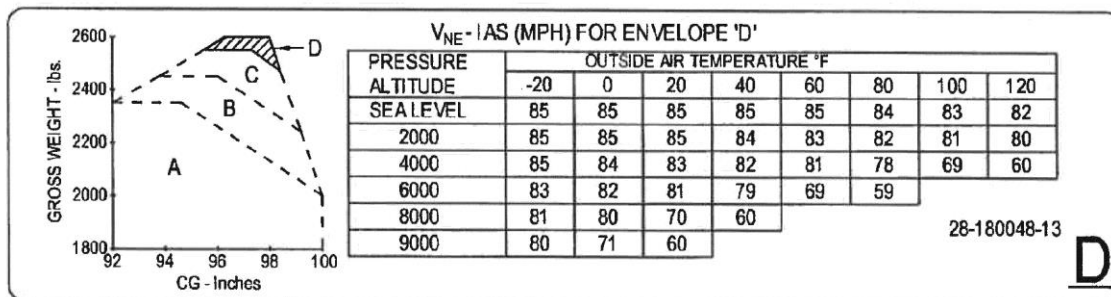 2600
2400
2200
2000
1800
GROSS WEIGHT - lbs.
92 94 96 98 100
CG - Inches
A
B
C
D
V_NE - IAS (MPH) FOR ENVELOPE 'D'
PRESSURE ALTITUDE OUTSIDE AIR TEMPERATURE °F
-20 0 20 40 60 80 100 120
SEA LEVEL 85 85 85 85 85 84 83 82
2000 85 85 85 84 83 82 81 80
4000 85 84 83 82 81 78 69 60
6000 83 82 81 79 69 59
8000 81 80 70 60
9000 80 71 60
28-180048-13
D